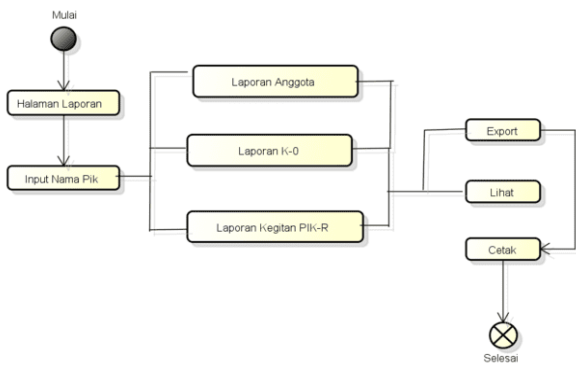 Mulai
Halaman Laporan
Input Nama Pik
Laporan Anggota
Laporan K-0
Laporan Kegitan PIK-R
Export
Lihat
Cetak
Selesai